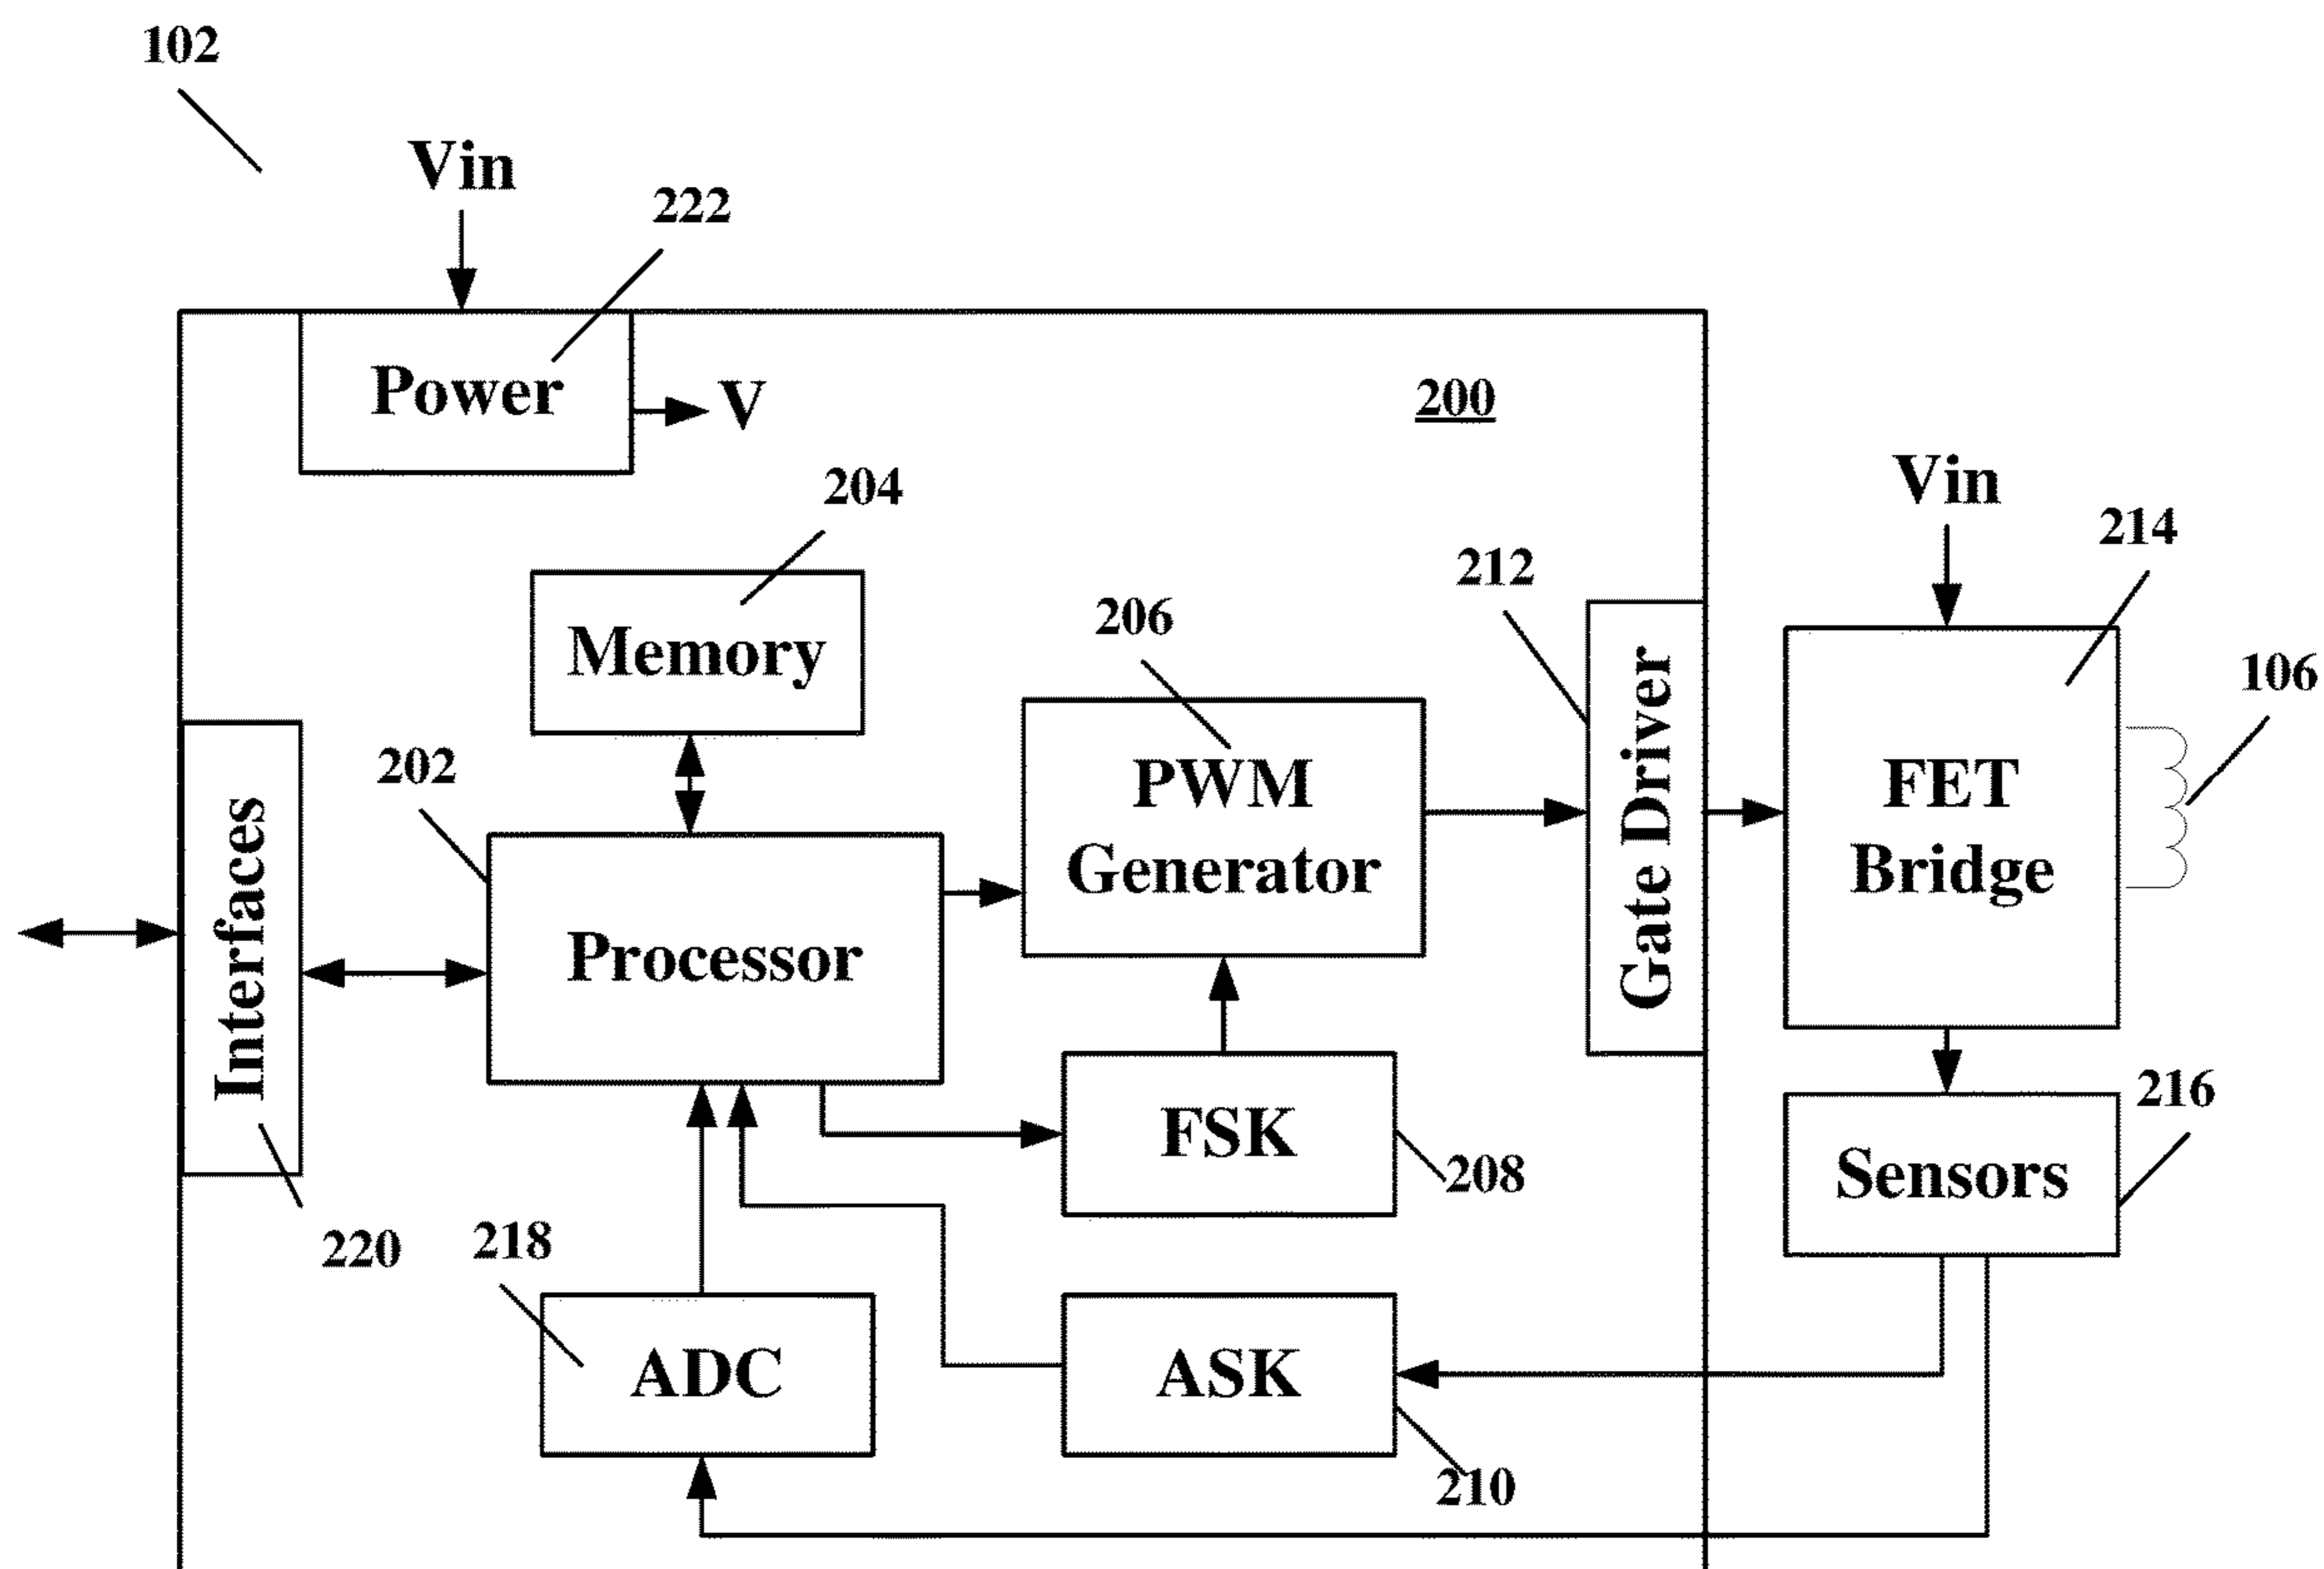 102
Vin
222
Power
V
200
204
Vin
214
212
Memory
206
106
202
PWM
Generator
Gate Driver
FET
Bridge
Interfaces
Processor
FSK
208
216
Sensors
220
218
ADC
ASK
210